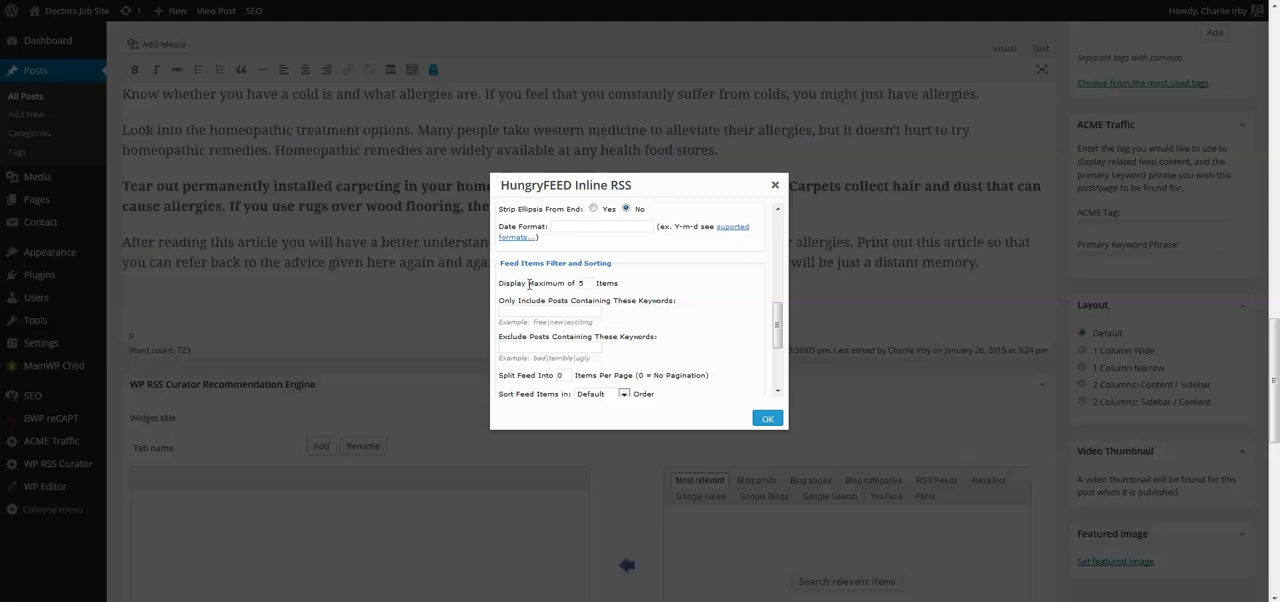 Doctors Job Site 1 New View Post SEO Howdy, Charlie Irby
Dashboard
Posts
All Posts
Add New
Categories
Tags
Media
Pages
Contact
Appearance
Plugins
Users
Tools
Settings
MainWP Child
SEO
BWP reCAPT
ACME Traffic
WP RSS Curator
WP Editor
Collapse menu
Add Media
Visual Text
B I ABC
Know whether you have a cold is and what allergies are. If you feel that you constantly suffer from colds, you might just have allergies.
Look into the homeopathic treatment options. Many people take western medicine to alleviate their allergies, but it doesn't hurt to try
homeopathic remedies. Homeopathic remedies are widely available at any health food stores.
Tear out permanently installed carpeting in your home Carpets collect hair and dust that can
cause allergies. If you use rugs over wood flooring, the
After reading this article you will have a better understan r allergies. Print out this article so that
you can refer back to the advice given here again and aga will be just a distant memory.
P
Word count: 723 3:30:05 pm. Last edited by Charlie Irby on January 26, 2015 at 3:24 pm
HungryFEED Inline RSS
Strip Ellipsis From End: Yes No
Date Format: (ex. Y-m-d see suported
formats...)
Feed Items Filter and Sorting
Display Maximum of 5 Items
Only Include Posts Containing These Keywords:
Example: free|new|exciting
Exclude Posts Containing These Keywords:
Example: bad|terrible|ugly
Split Feed Into 0 Items Per Page (0 = No Pagination)
Sort Feed Items in: Default Order
OK
WP RSS Curator Recommendation Engine
Widget title
Tab name Add Rename
Most relevant Blog posts Blog pages Blog categories RSS Feeds Alexa Hot
Google News Google Blogs Google Search YouTube Flickr
Search relevant items
Add
Separate tags with commas
Choose from the most used tags
ACME Traffic
Enter the tag you would like to use to
display related feed content, and the
primary keyword phrase you wish this
post/page to be found for.
ACME Tag:
Primary Keyword Phrase:
Layout
Default
1 Column Wide
1 Column Narrow
2 Columns: Content / Sidebar
2 Columns: Sidebar / Content
Video Thumbnail
A video thumbnail will be found for this
post when it is published.
Featured Image
Set featured image